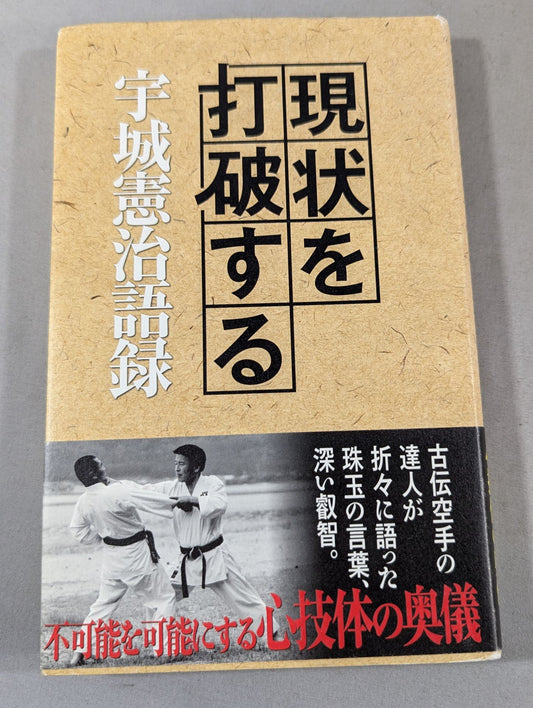 現状を
打破する
宇城憲治語録
古伝空手の
達人が
折々に語った
珠玉の言葉、
深い叡智。
不可能を可能にする心技体の奥儀